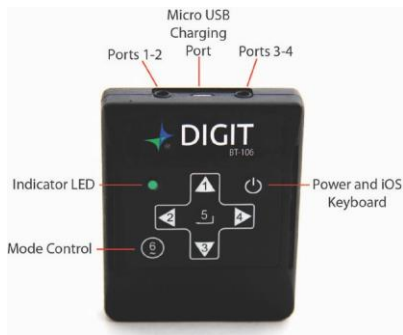 Micro USB
Charging
Port
Ports 1-2
Ports 3-4
DIGIT
BT-106
Indicator LED
1
Power and iOS
Keyboard
2
5
4
Mode Control
6
3